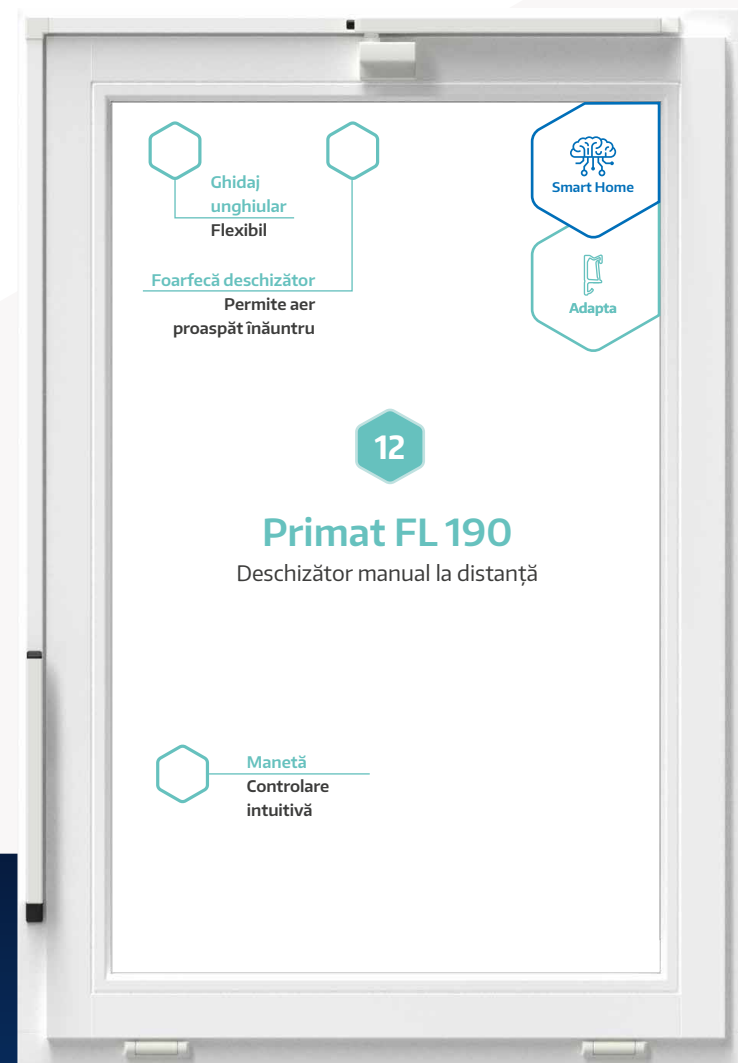 Smart Home
Ghidaj
unghiular
Flexibil
Foarfecă deschizător
Permite aer
proaspăt înăuntru
Adapta
12
Primat FL 190
Deschizător manual la distanță
Manetă
Controlare
intuitivă